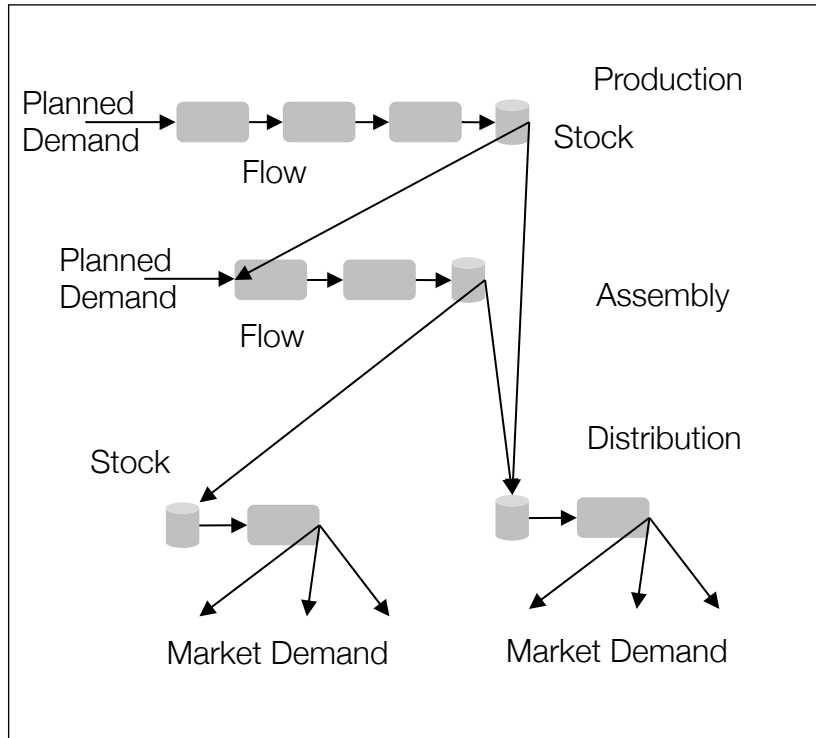 Production
Planned
Demand
Stock
Flow
Planned
Demand
Assembly
Flow
Distribution
Stock
Market Demand
Market Demand